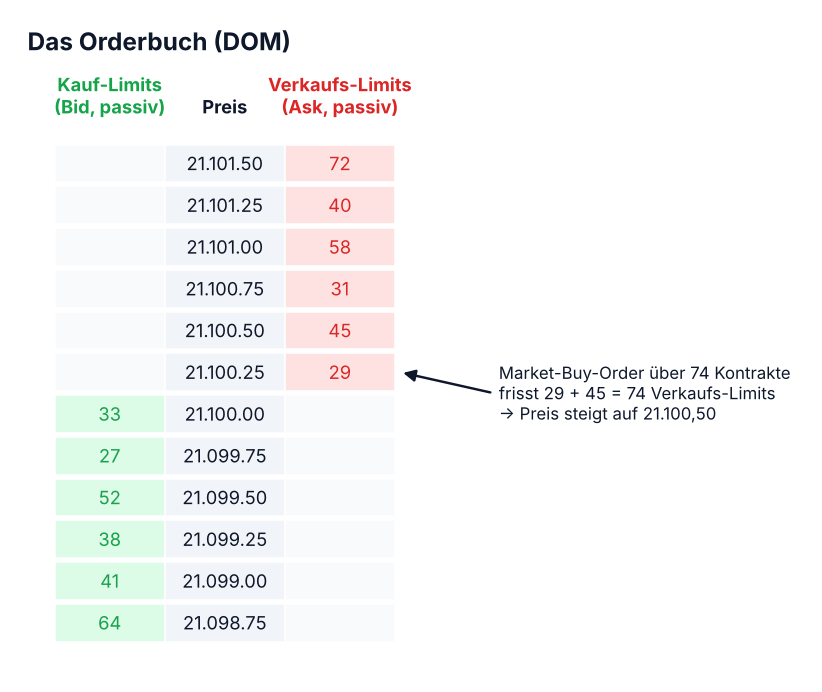 Das Orderbuch (DOM)
Kauf-Limits
(Bid, passiv)
Preis
Verkaufs-Limits
(Ask, passiv)
21.101.50 72
21.101.25 40
21.101.00 58
21.100.75 31
21.100.50 45
21.100.25 29
Market-Buy-Order über 74 Kontrakte
frisst 29 + 45 = 74 Verkaufs-Limits
→ Preis steigt auf 21.100,50
33 21.100.00
27 21.099.75
52 21.099.50
38 21.099.25
41 21.099.00
64 21.098.75